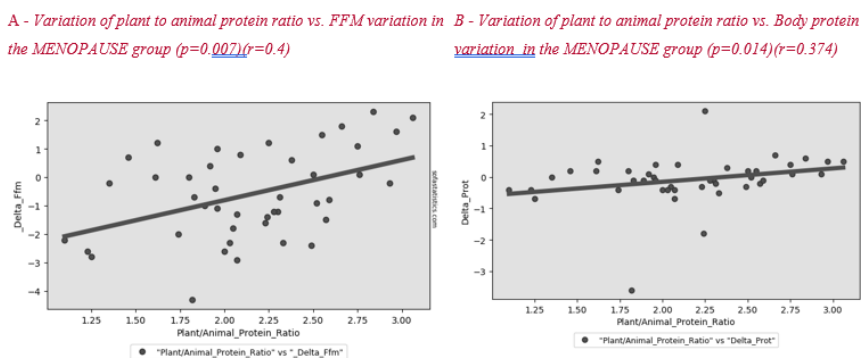 A - Variation of plant to animal protein ratio vs. FFM variation in
the MENOPAUSE group (p=0.007)(r=0.4)
B - Variation of plant to animal protein ratio vs. Body protein
variation in the MENOPAUSE group (p=0.014)(r=0.374)
2
1
0
−1
−2
−3
−4
_Delta_Ffm
1.25 1.50 1.75 2.00 2.25 2.50 2.75 3.00
Plant/Animal_Protein_Ratio
"Plant/Animal_Protein_Ratio" vs "_Delta_Ffm"
statsfastatistics.com
2
1
0
−1
−2
−3
Delta_Prot
1.25 1.50 1.75 2.00 2.25 2.50 2.75 3.00
Plant/Animal_Protein_Ratio
"Plant/Animal_Protein_Ratio" vs "Delta_Prot"